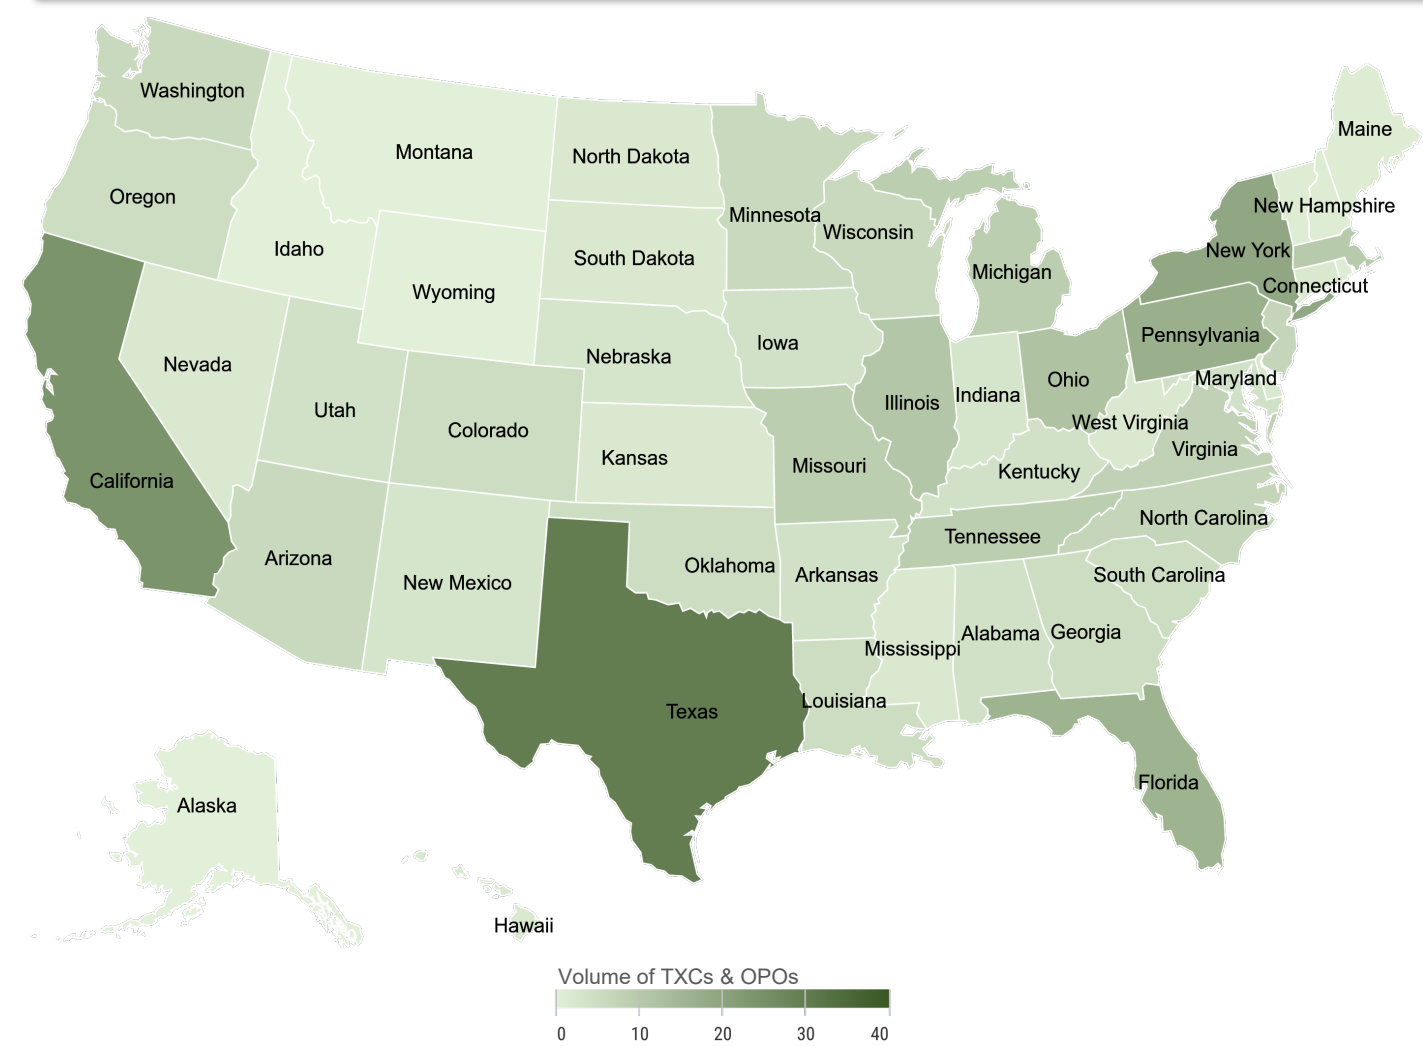 Washington
Maine
Montana
North Dakota
Oregon
New Hampshire
Minnesota
Wisconsin
Idaho
New York
South Dakota
Michigan
Connecticut
Wyoming
Pennsylvania
Iowa
Nebraska
Nevada
Maryland
Ohio
Indiana
Illinois
Utah
West Virginia
Colorado
Virginia
Kansas
Missouri
Kentucky
California
North Carolina
Tennessee
Arizona
Oklahoma
Arkansas
South Carolina
New Mexico
Georgia
Alabama
Mississippi
Louisiana
Texas
Florida
Alaska
Hawaii
Volume of TXCs & OPOs
0 10 20 30 40